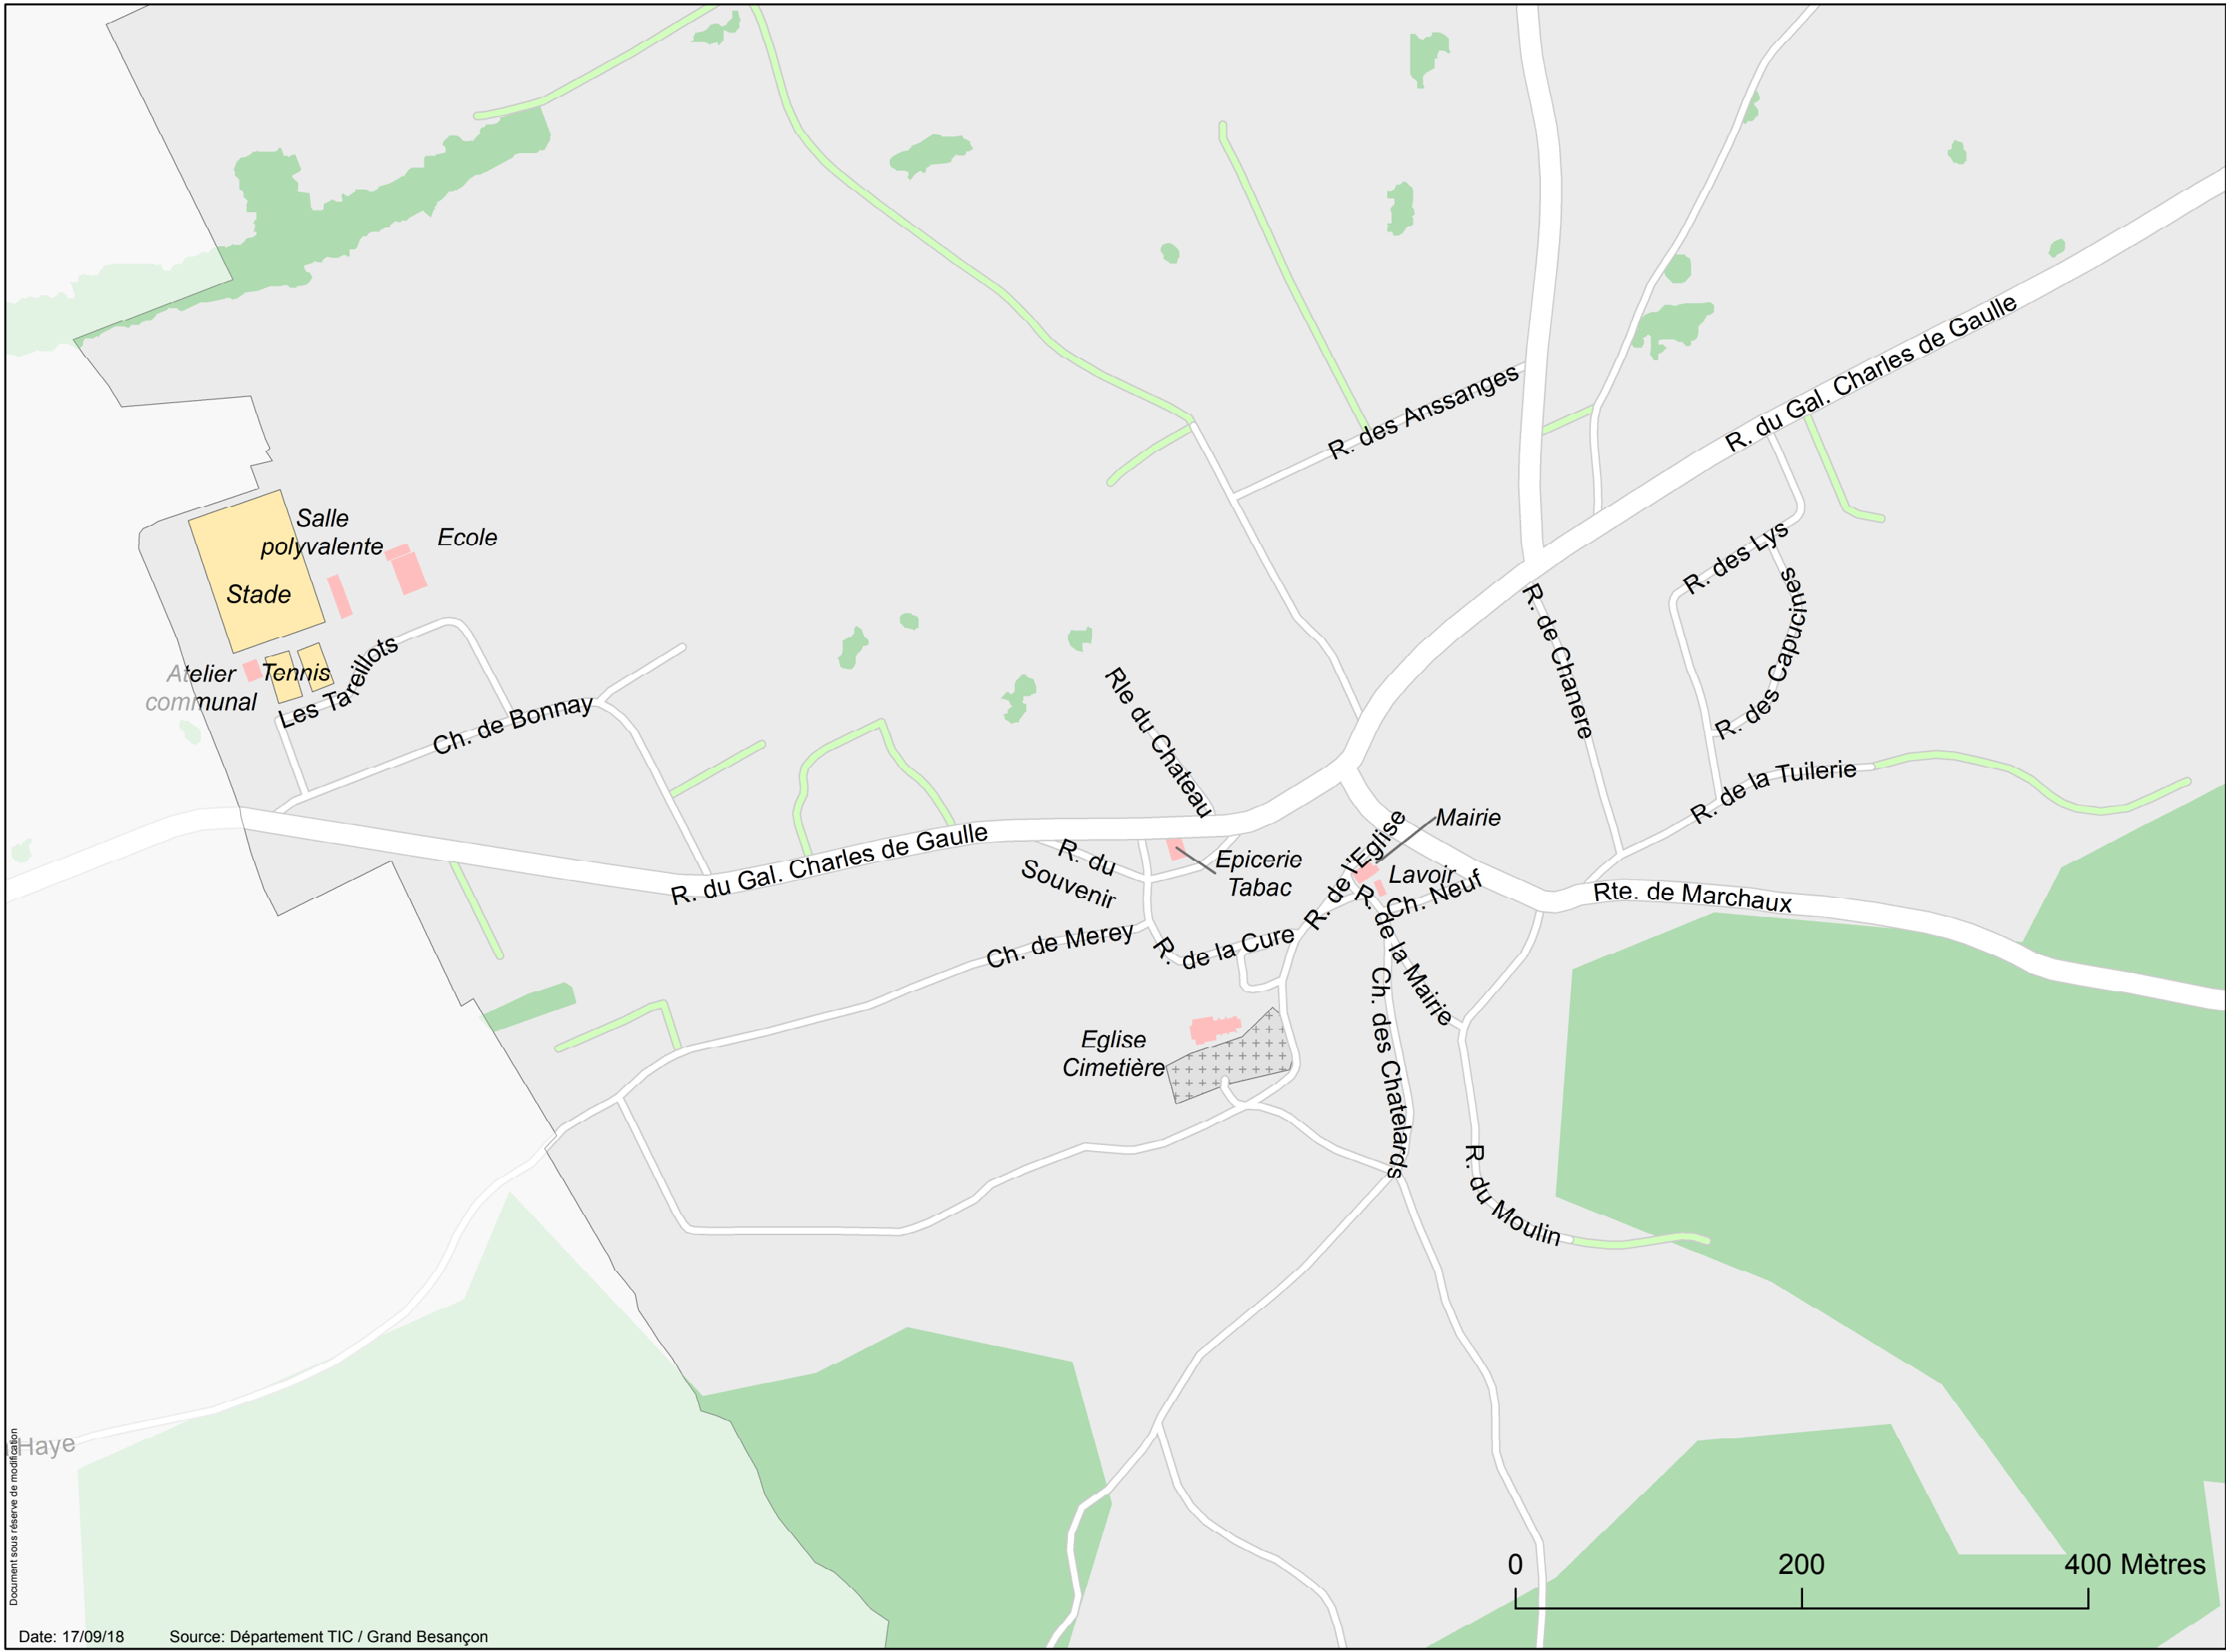 R. du Gal. Charles de Gaulle
R. des Anssanges
Salle
polyvalente
Ecole
Stade
R. des Lys
R. des Capucines
R. de Chanere
Atelier
communal
Tennis
Les Tareillots
Ch. de Bonnay
Rle du Chateau
R. de la Tuilerie
Mairie
R. de l'Eglise
R. du Gal. Charles de Gaulle
R. du
Souvenir
Epicerie
Tabac
Lavoir
Ch. Neuf
Rte. de Marchaux
Ch. de Merey
R. de la Cure
R. de la Mairie
Ch. des Chatelards
Eglise
Cimetière
R. du Moulin
Haye
Document sous réserve de modification
0 200 400 Mètres
Date: 17/09/18 Source: Département TIC / Grand Besançon